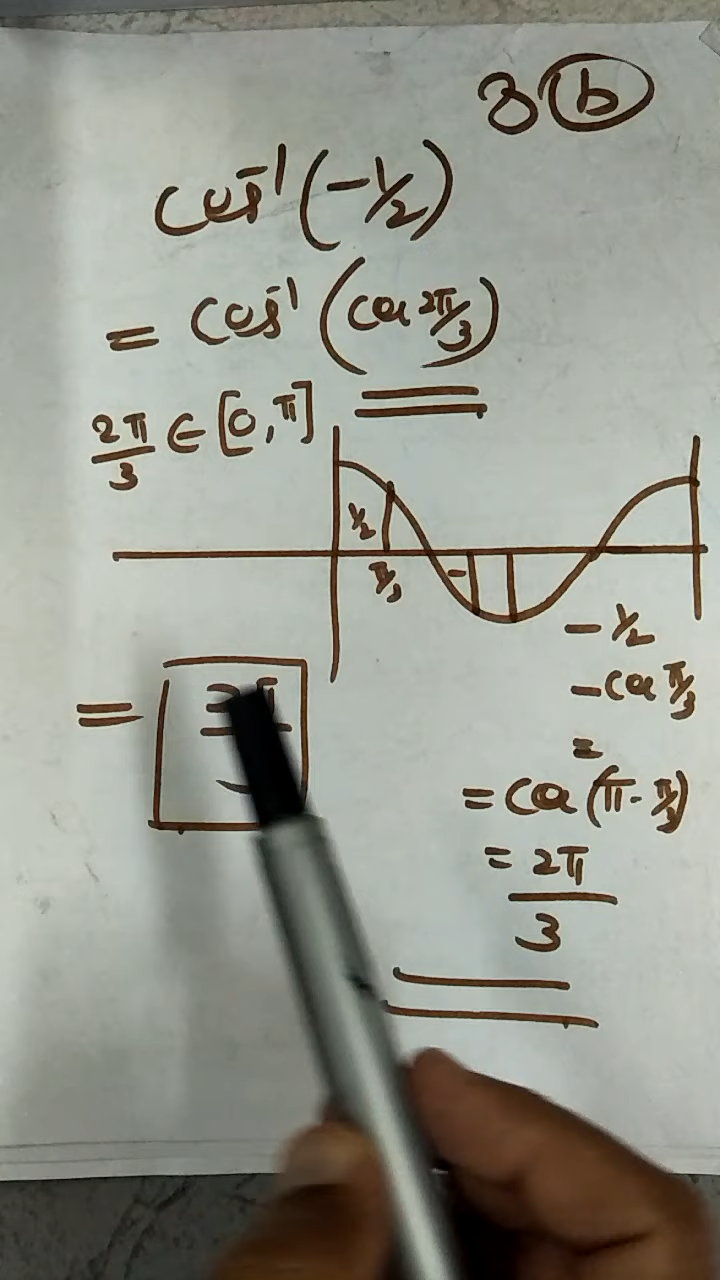 3 (b)
cos⁻¹(-1/2)
= cos⁻¹(cos 2π/3)
2π/3 ∈ [0, π]
1/2
π/3
-
- 1/2
- cos π/3
=
= cos (π - π/3)
= 2π/3
=